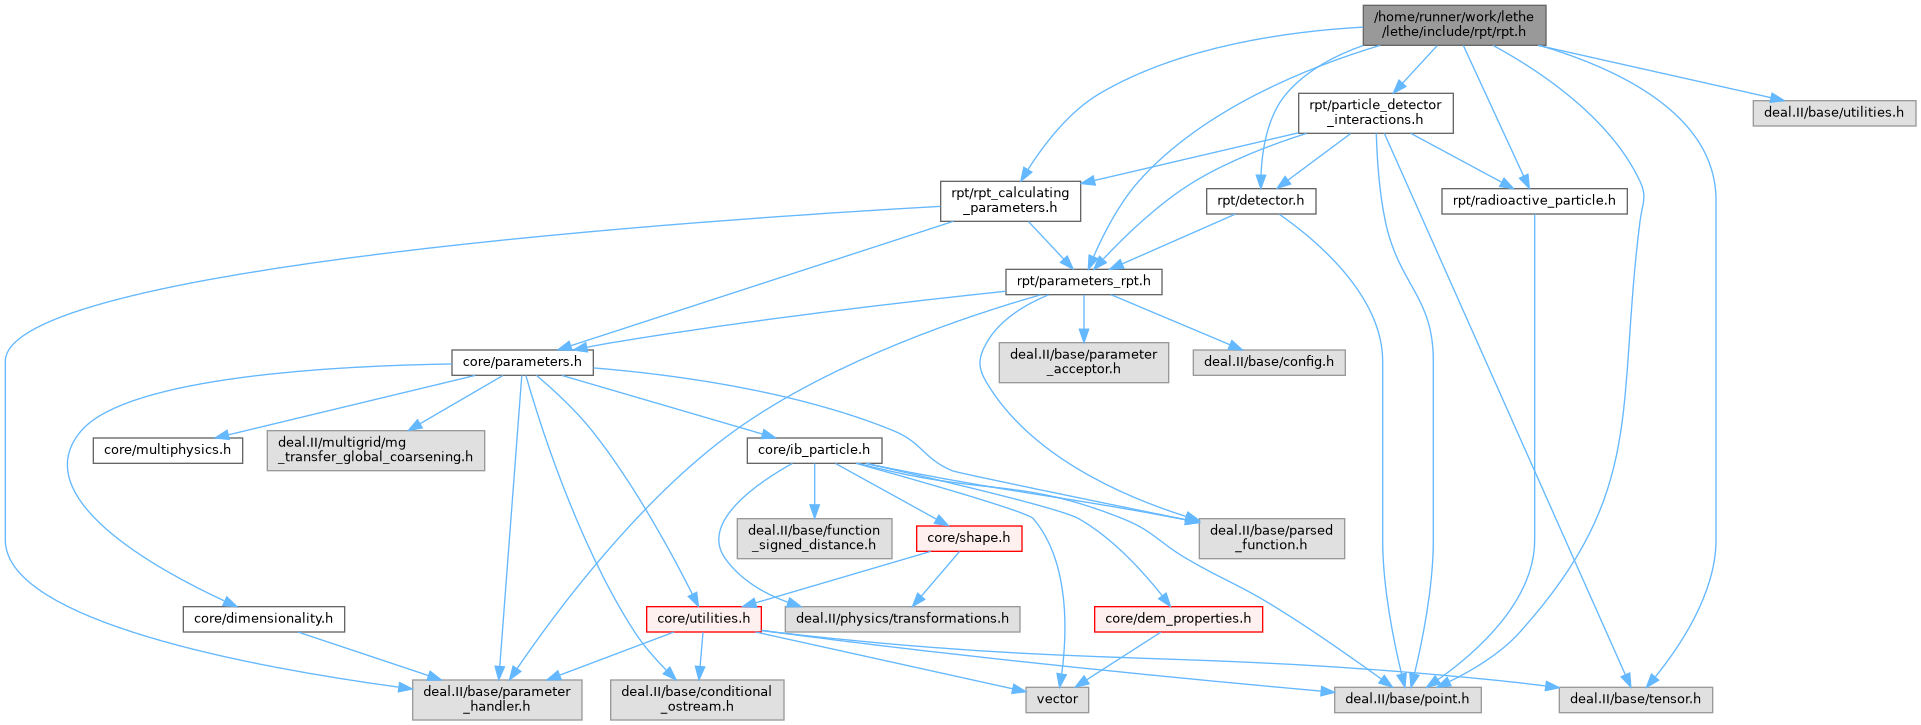 /home/runner/work/lethe
/lethe/include/rpt/rpt.h
rpt/particle_detector
_interactions.h
deal.II/base/utilities.h
rpt/rpt_calculating
_parameters.h
rpt/detector.h
rpt/radioactive_particle.h
rpt/parameters_rpt.h
core/parameters.h
deal.II/base/parameter
_acceptor.h
deal.II/base/config.h
core/multiphysics.h
deal.II/multigrid/mg
_transfer_global_coarsening.h
core/ib_particle.h
deal.II/base/function
_signed_distance.h
core/shape.h
deal.II/base/parsed
_function.h
core/dimensionality.h
core/utilities.h
deal.II/physics/transformations.h
core/dem_properties.h
deal.II/base/parameter
_handler.h
deal.II/base/conditional
_ostream.h
vector
deal.II/base/point.h
deal.II/base/tensor.h